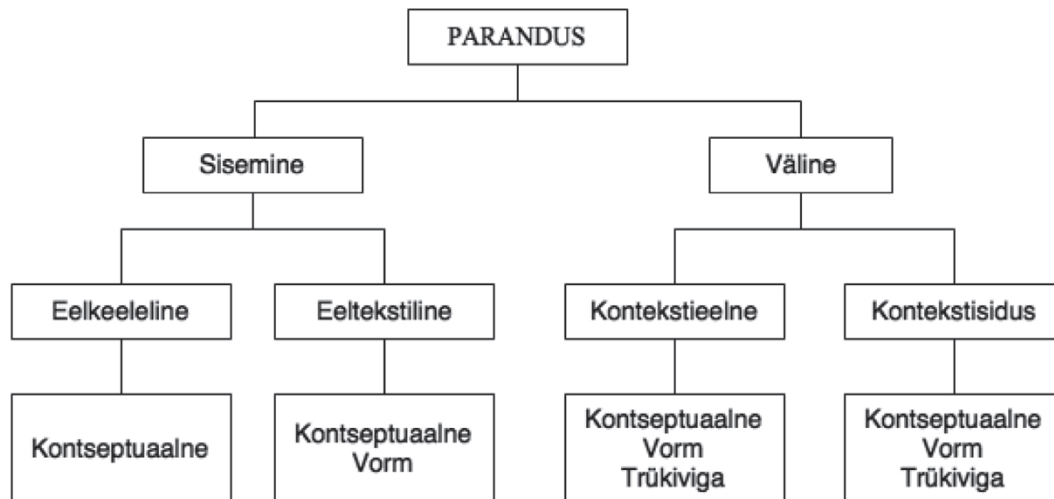 PARANDUS
Sisemine
Väline
Eelkeeleline
Eeltekstiline
Kontekstieelne
Kontekstisidus
Kontseptuaalne
Kontseptuaalne
Vorm
Kontseptuaalne
Vorm
Trükiviga
Kontseptuaalne
Vorm
Trükiviga